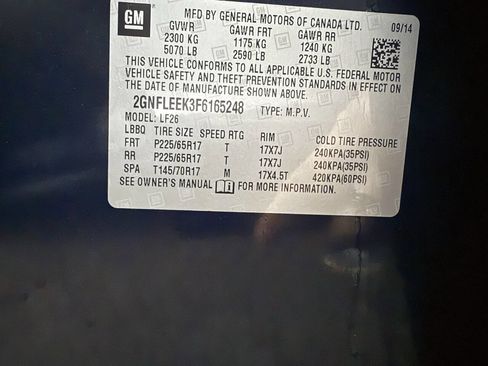 GM
MFD BY GENERAL MOTORS OF CANADA LTD.
GVWR GAWR FRT GAWR RR 09/14
2300 KG 1175 KG 1240 KG
5070 LB 2590 LB 2733 LB
THIS VEHICLE CONFORMS TO ALL APPLICABLE U.S. FEDERAL MOTOR
VEHICLE SAFETY AND THEFT PREVENTION STANDARDS IN EFFECT ON
THE DATE OF MANUFACTURE SHOWN ABOVE.
2GNFLEEK3F6165248 TYPE: M.P.V.
MODEL: LF26
LBBQ TIRE SIZE SPEED RTG RIM COLD TIRE PRESSURE
FRT P225/65R17 T 17X7J 240KPA(35PSI)
RR P225/65R17 T 17X7J 240KPA(35PSI)
SPA T145/70R17 M 17X4.5T 420KPA(60PSI)
SEE OWNER'S MANUAL FOR MORE INFORMATION.